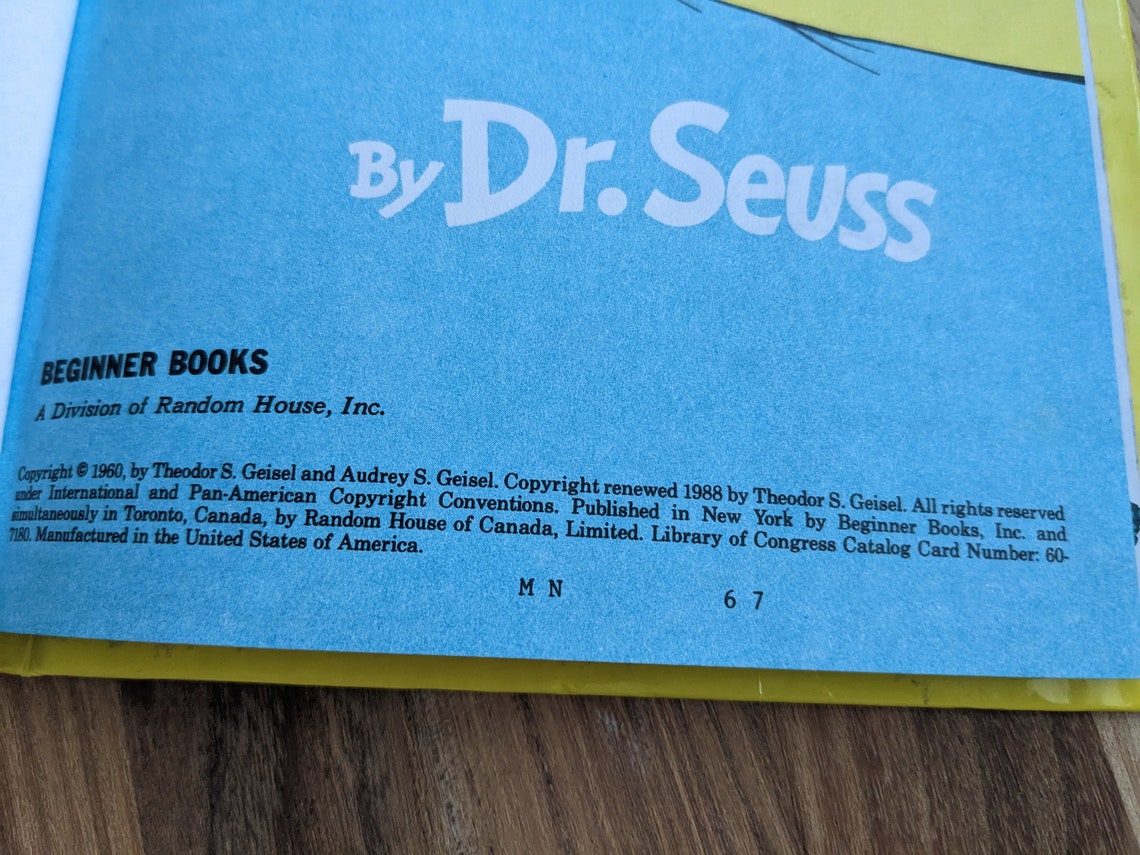 By Dr. Seuss
BEGINNER BOOKS
A Division of Random House, Inc.
Copyright © 1960, by Theodor S. Geisel and Audrey S. Geisel. Copyright renewed 1988 by Theodor S. Geisel. All rights reserved
under International and Pan-American Copyright Conventions. Published in New York by Beginner Books, Inc. and
simultaneously in Toronto, Canada, by Random House of Canada, Limited. Library of Congress Catalog Card Number: 60-
7180. Manufactured in the United States of America.
M N 6 7